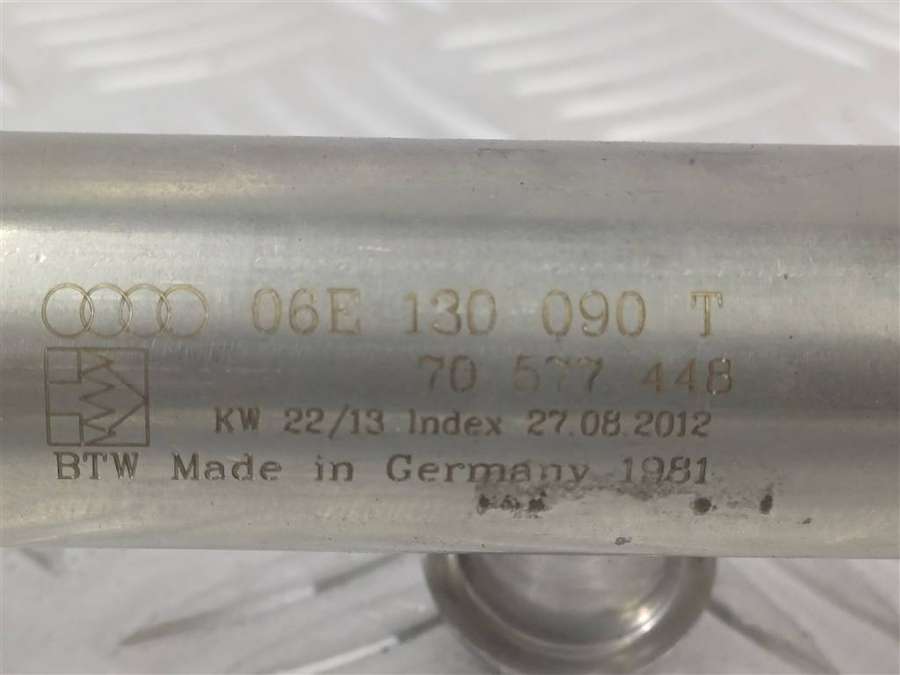 06E 130 090 T
70 577 448
KW 22/13 Index 27.08.2012
BTW Made in Germany 1981